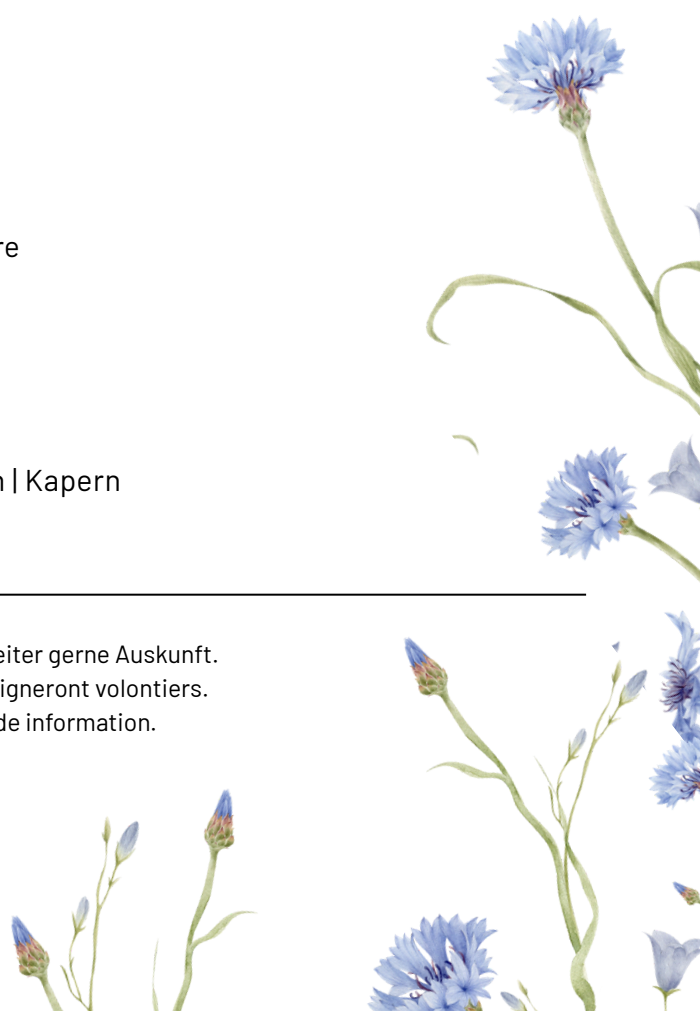 re
n | Kapern
eiter gerne Auskunft.
igneront volontiers.
de information.